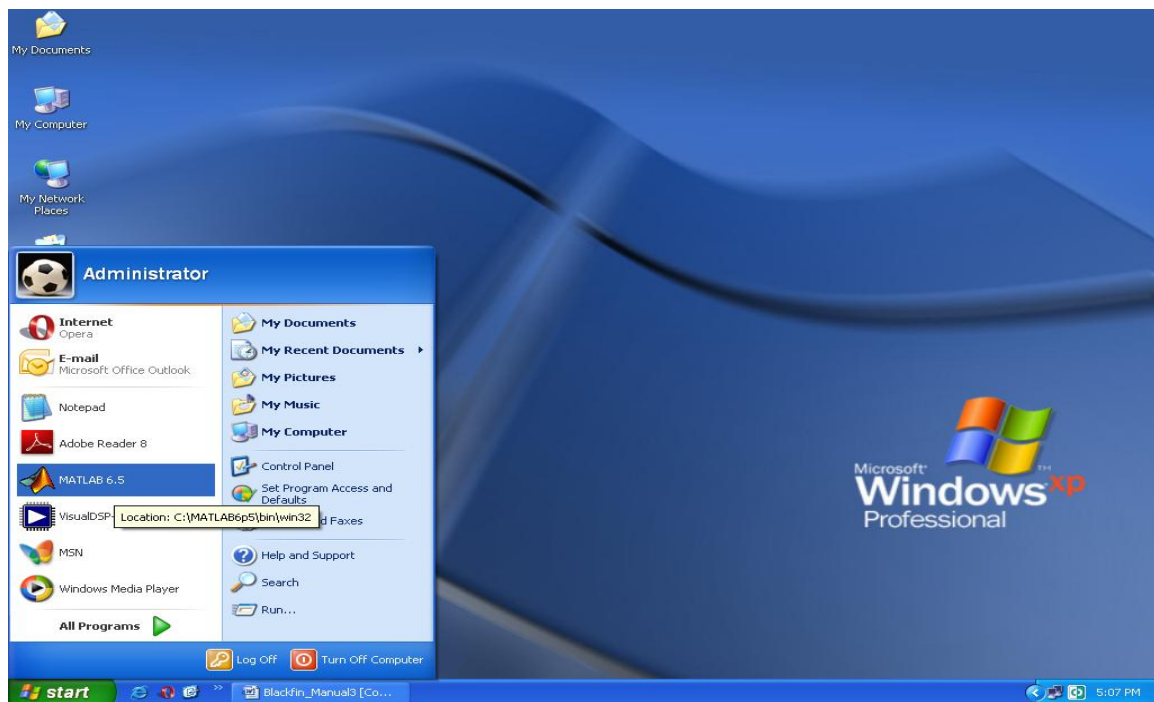 My Documents
My Computer
My Network
Places
Administrator
Internet
Opera
E-mail
Microsoft Office Outlook
Notepad
Adobe Reader 8
MATLAB 6.5
VisualDSP
Location: C:\MATLAB6p5\bin\win32
MSN
Windows Media Player
All Programs
My Documents
My Recent Documents
My Pictures
My Music
My Computer
Control Panel
Set Program Access and
Defaults
d Faxes
Help and Support
Search
Run...
Log Off
Turn Off Computer
Microsoft
Windows xp
Professional
start
Blackfin_Manual3 [Co...
5:07 PM